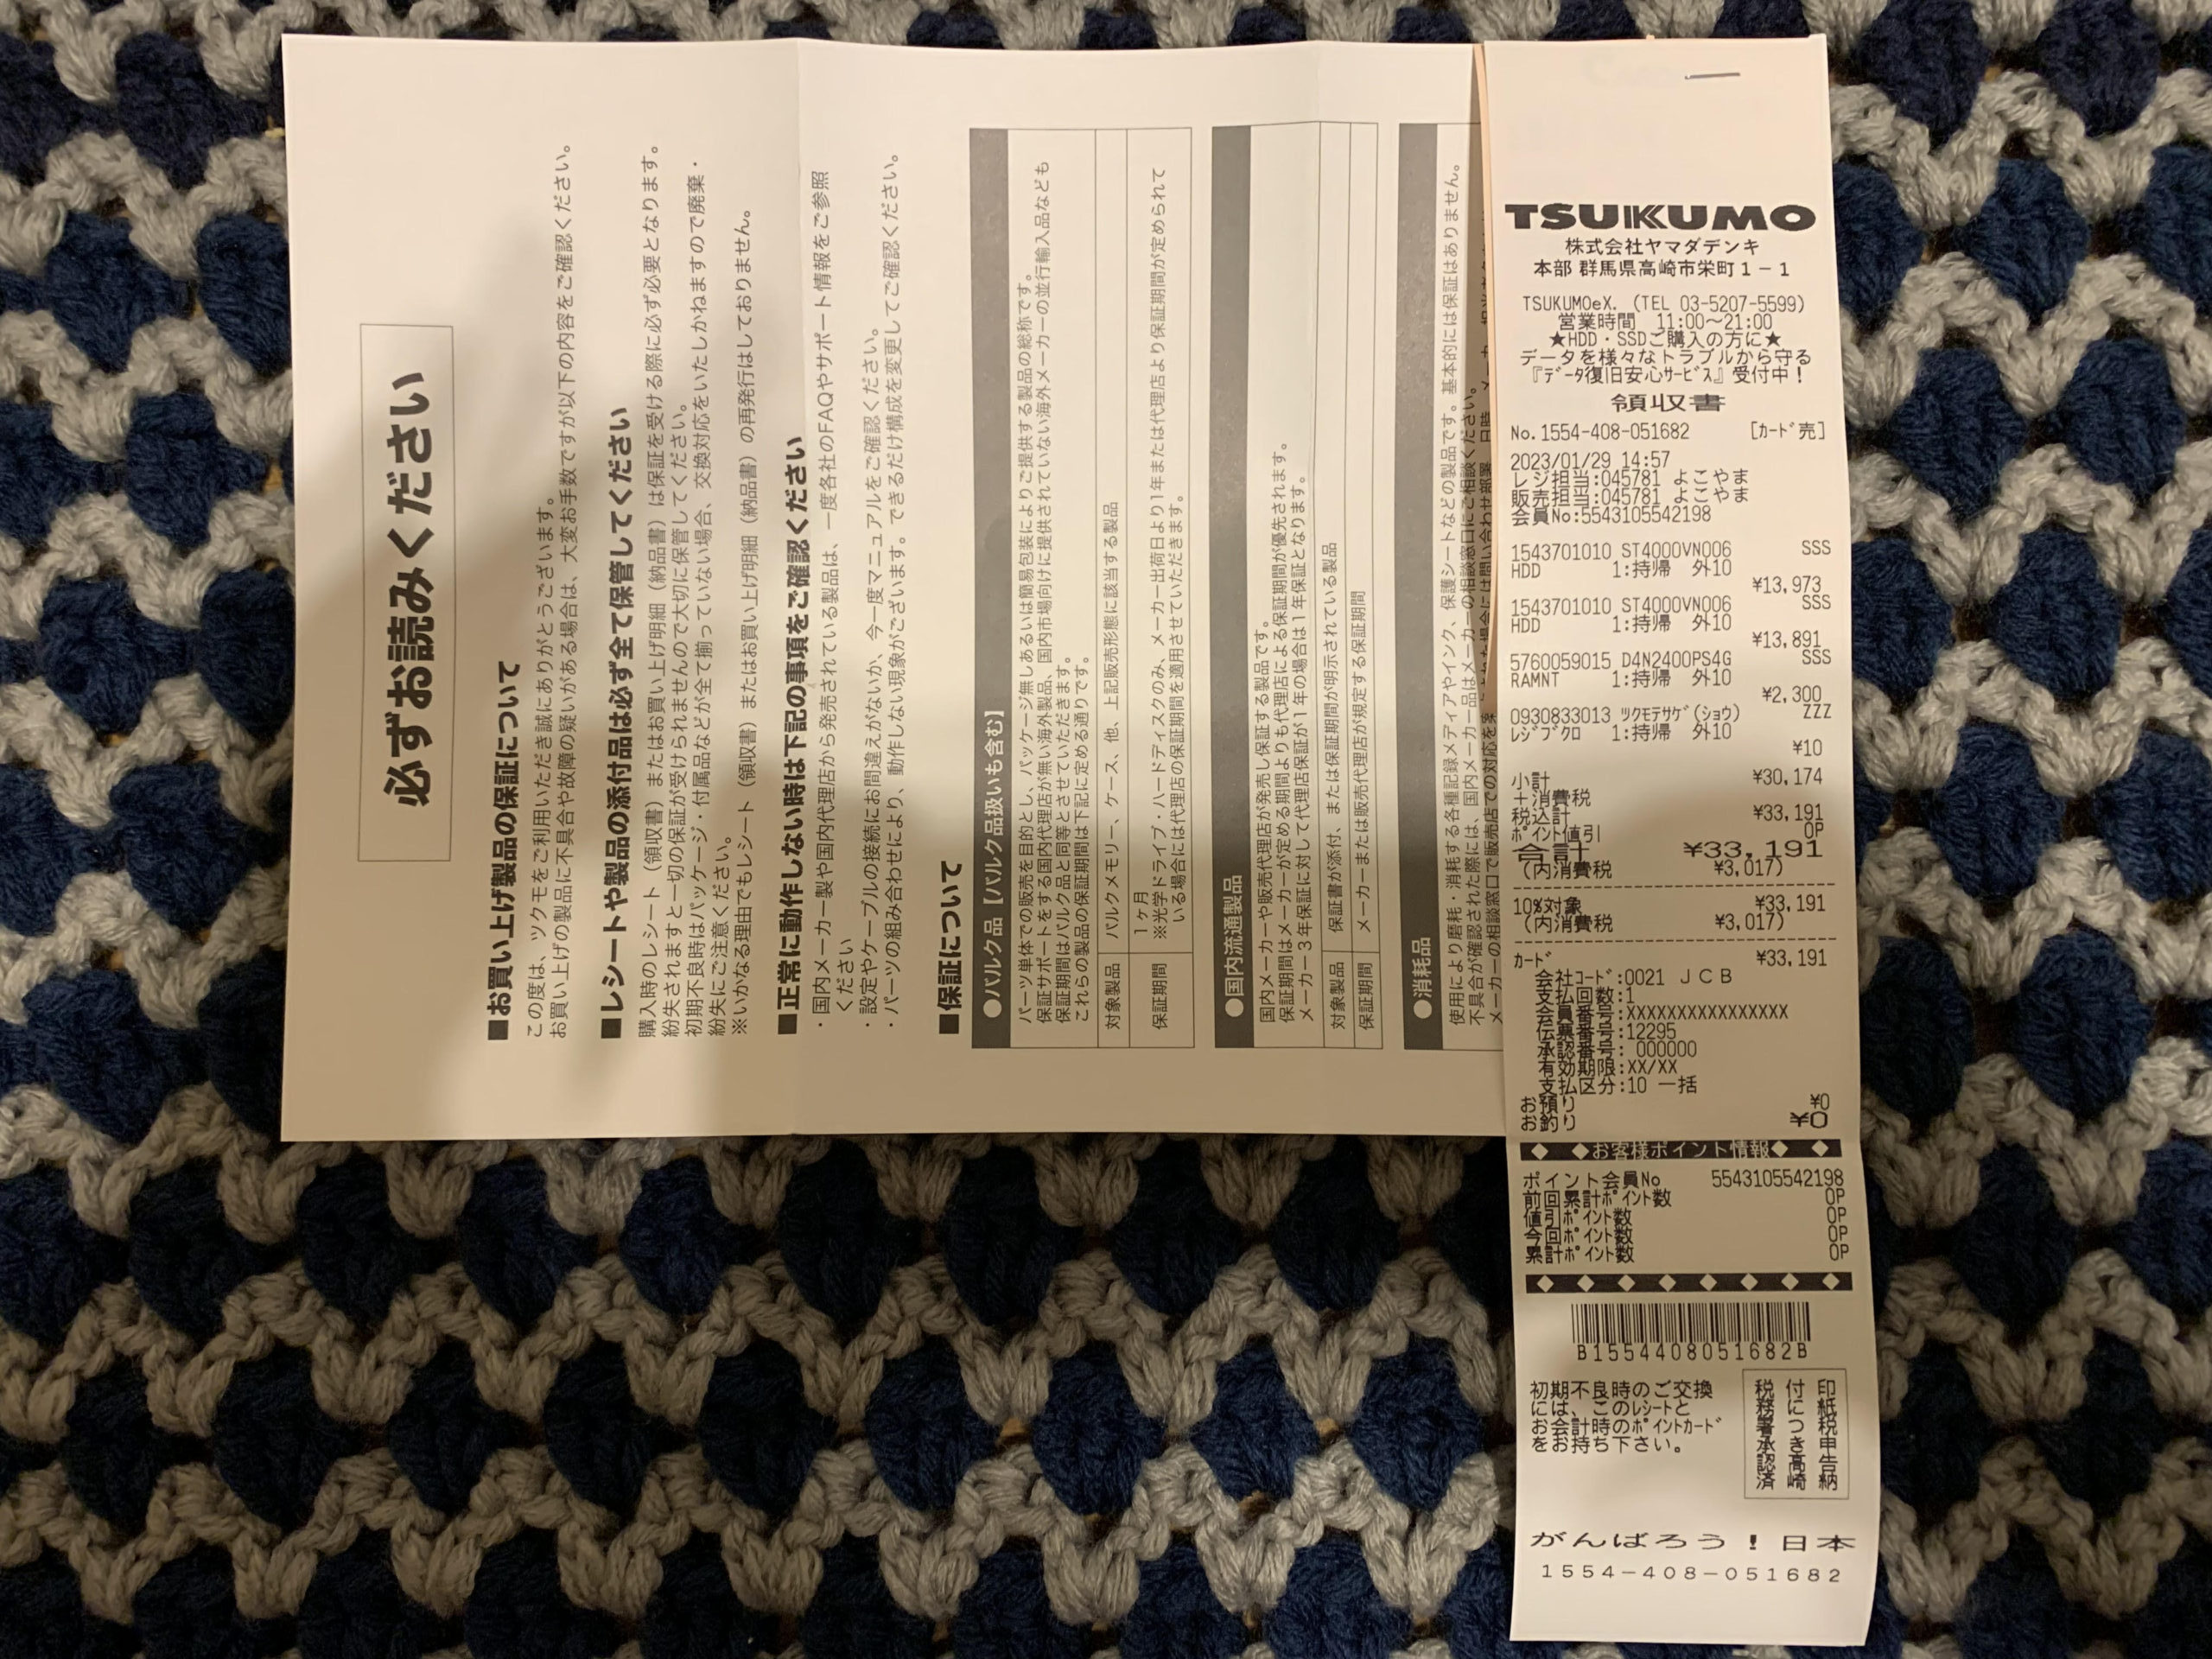 必ずお読みください
■お買い上げ製品の保証について
この度は、ツクモをご利用いただき誠にありがとうございます。
お買い上げの製品に不具合や故障の疑いがある場合は、大変お手数ですが以下の内容をご確認ください。
■レシートや製品の添付品は必ず全て保管してください
購入時のレシート（領収書）またはお買い上げ明細（納品書）は保証を受ける際に必ず必要となります。
紛失されますと一切の保証が受けられませんので大切に保管してください。
初期不良時はパッケージ・付属品などが全て揃っていない場合、交換対応をいたしかねますので廃棄・
紛失にご注意ください。
※いかなる理由でもレシート（領収書）またはお買い上げ明細（納品書）の再発行はしておりません。
■正常に動作しない時は下記の事項をご確認ください
・国内メーカー製や国内代理店から発売されている製品は、一度各社のFAQやサポート情報をご参照
ください
・設定やケーブルの接続にお間違えがないか、今一度マニュアルをご確認ください。
・パーツの組み合わせにより、動作しない現象がございます。できるだけ構成を変更してご確認ください。
■保証について
●バルク品【バルク品扱いも含む】
パーツ単体での販売を目的とし、パッケージ無しあるいは簡易包装によりご提供する製品の総称です。
保証サポートをする国内代理店が無い海外製品、国内市場向けに提供されていない海外メーカーの並行輸入品なども
保証期間はバルク品と同等とさせていただきます。
これらの製品の保証期間は下記に定める通りです。
対象製品 バルクメモリー、ケース、他、上記販売形態に該当する製品
保証期間 1ヶ月
※光学ドライブ・ハードディスクのみ、メーカー出荷日より1年または代理店より保証期間が定められて
いる場合には代理店の保証期間を適用させていただきます。
●国内流通製品
国内メーカーや販売代理店が発売し保証する製品です。
保証期間はメーカーが定める期間よりも代理店による保証期間が優先されます。
メーカー3年保証に対して代理店保証が1年の場合は1年保証となります。
対象製品 保証書が添付、または保証期間が明示されている製品
保証期間 メーカーまたは販売代理店が規定する保証期間
●消耗品
使用により磨耗・消耗する各種記録メディアやインク、保護シートなどの製品です。基本的には保証はありません。
不具合が確認された際には、国内メーカー品はメーカーの相談窓口にご相談ください。
メーカーの相談窓口で販売店での対応を
TSUKUMO
株式会社ヤマダデンキ
本部 群馬県高崎市栄町1-1
TSUKUMOeX. (TEL 03-5207-5599)
営業時間 11:00〜21:00
★HDD・SSDご購入の方に★
データを様々なトラブルから守る
『ﾃﾞｰﾀ復旧安心ｻｰﾋﾞｽ』受付中！
領収書
No.1554-408-051682 [ｶｰﾄﾞ売]
2023/01/29 14:57
レジ担当:045781 よこやま
販売担当:045781 よこやま
会員No:5543105542198
1543701010 ST4000VN006 SSS
HDD 1:持帰 外10
¥13,973
1543701010 ST4000VN006 SSS
HDD 1:持帰 外10
¥13,891
5760059015 D4N2400PS4G SSS
RAMNT 1:持帰 外10
¥2,300
0930833013 ﾂｸﾓﾃｻｹﾞ(ｼｮｳ) ZZZ
ﾚｼﾞﾌﾞｸﾛ 1:持帰 外10
¥10
小計 ¥30,174
+消費税
税込計 ¥33,191
ﾎﾟｲﾝﾄ値引 0P
合計 ¥33,191
(内消費税 ¥3,017)
10%対象 ¥33,191
(内消費税 ¥3,017)
ｶｰﾄﾞ ¥33,191
会社ｺｰﾄﾞ:0021 ＪＣＢ
支払回数:1
会員番号:XXXXXXXXXXXXXXXX
伝票番号:12295
承認番号: 000000
有効期限:XX/XX
支払区分:10 一括
お預り ¥0
お釣り ¥0
◆ ◆お客様ポイント情報◆ ◆
ポイント会員No 5543105542198
前回累計ﾎﾟｲﾝﾄ数 0P
値引ﾎﾟｲﾝﾄ数 0P
今回ﾎﾟｲﾝﾄ数 0P
累計ﾎﾟｲﾝﾄ数 0P
B1554408051682B
初期不良時のご交換
には、このﾚｼｰﾄと
お会計時のﾎﾟｲﾝﾄｶｰﾄﾞ
をお持ち下さい。
印紙税申告納
付につき高崎
税務署承認済
がんばろう！日本
1554-408-051682